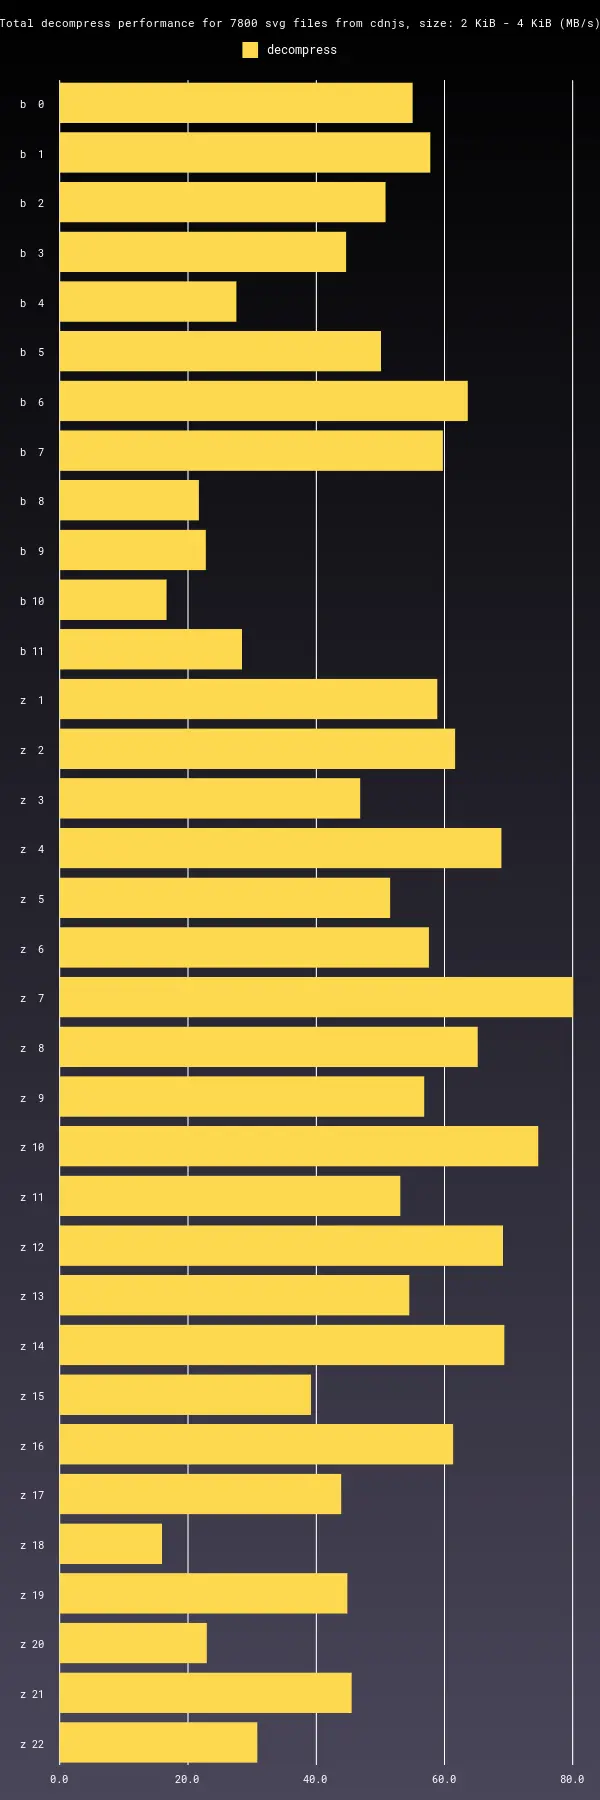 Total decompress performance for 7800 svg files from cdnjs, size: 2 KiB - 4 KiB (MB/s)
decompress
b 0
b 1
b 2
b 3
b 4
b 5
b 6
b 7
b 8
b 9
b 10
b 11
z 1
z 2
z 3
z 4
z 5
z 6
z 7
z 8
z 9
z 10
z 11
z 12
z 13
z 14
z 15
z 16
z 17
z 18
z 19
z 20
z 21
z 22
0.0 20.0 40.0 60.0 80.0